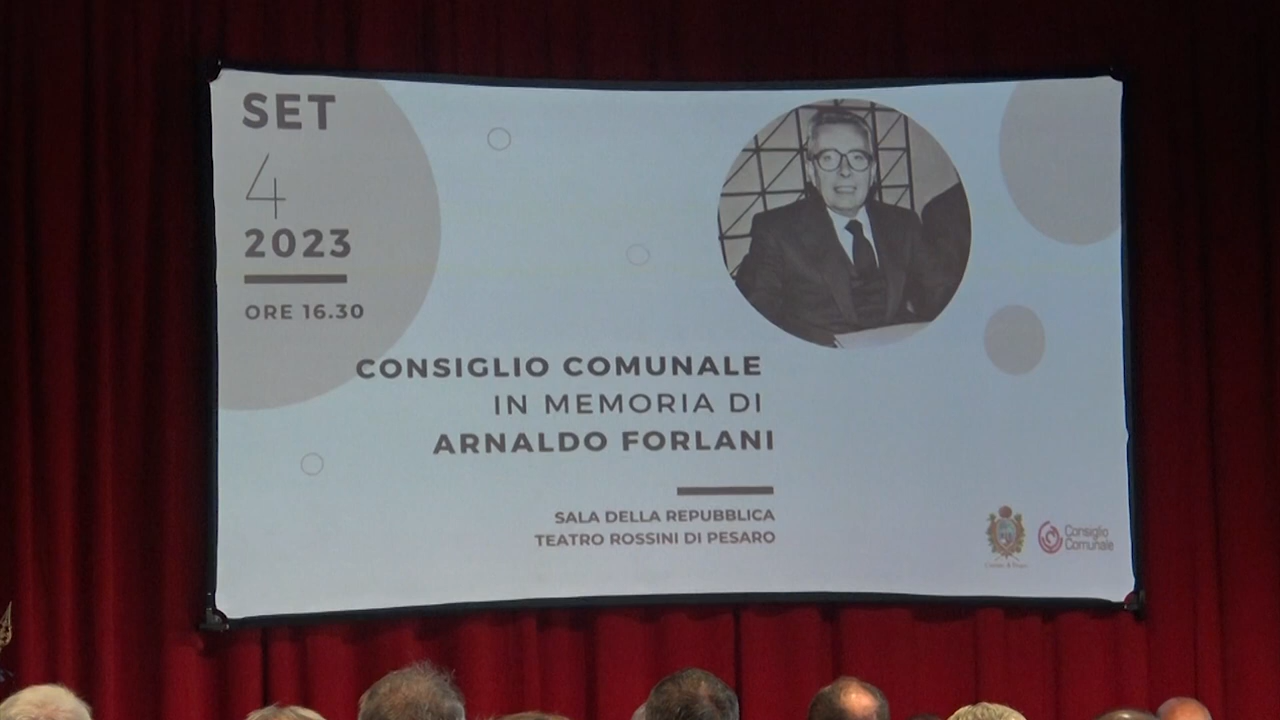 SET
4
2023
ORE 16.30
CONSIGLIO COMUNALE
IN MEMORIA DI
ARNALDO FORLANI
SALA DELLA REPUBBLICA
TEATRO ROSSINI DI PESARO
Consiglio
Comunale